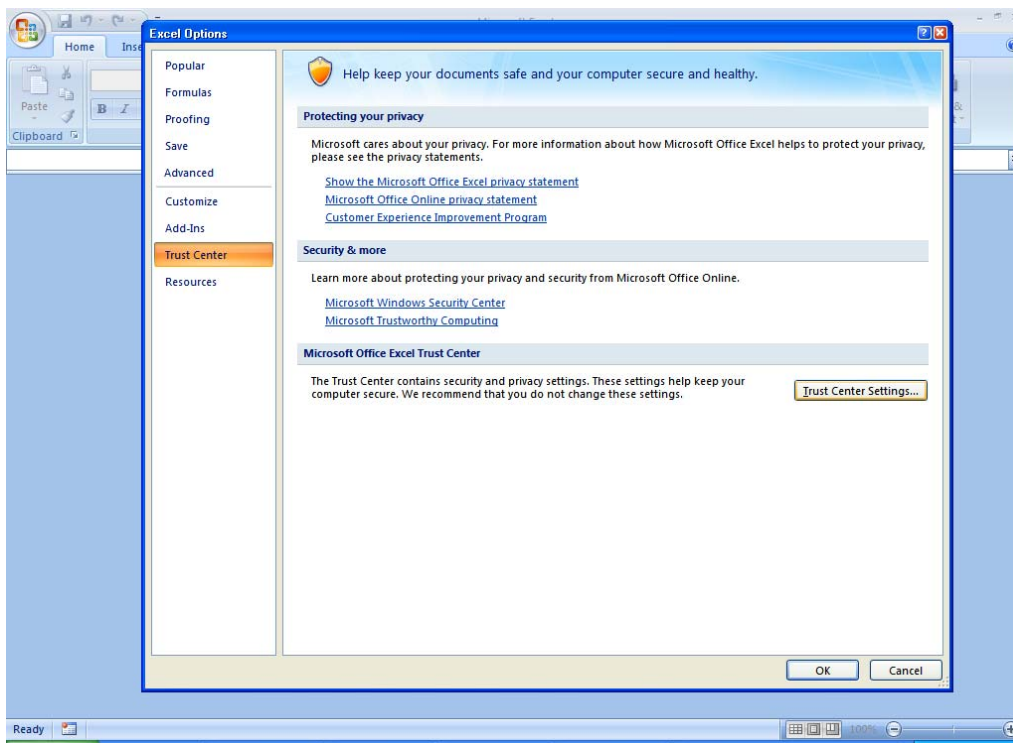 Excel Options
Home
Paste
B I
Clipboard
Popular
Formulas
Proofing
Save
Advanced
Customize
Add-Ins
Trust Center
Resources
Help keep your documents safe and your computer secure and healthy.
Protecting your privacy
Microsoft cares about your privacy. For more information about how Microsoft Office Excel helps to protect your privacy,
please see the privacy statements.
Show the Microsoft Office Excel privacy statement
Microsoft Office Online privacy statement
Customer Experience Improvement Program
Security & more
Learn more about protecting your privacy and security from Microsoft Office Online.
Microsoft Windows Security Center
Microsoft Trustworthy Computing
Microsoft Office Excel Trust Center
The Trust Center contains security and privacy settings. These settings help keep your
computer secure. We recommend that you do not change these settings.
Trust Center Settings...
OK Cancel
Ready
100%